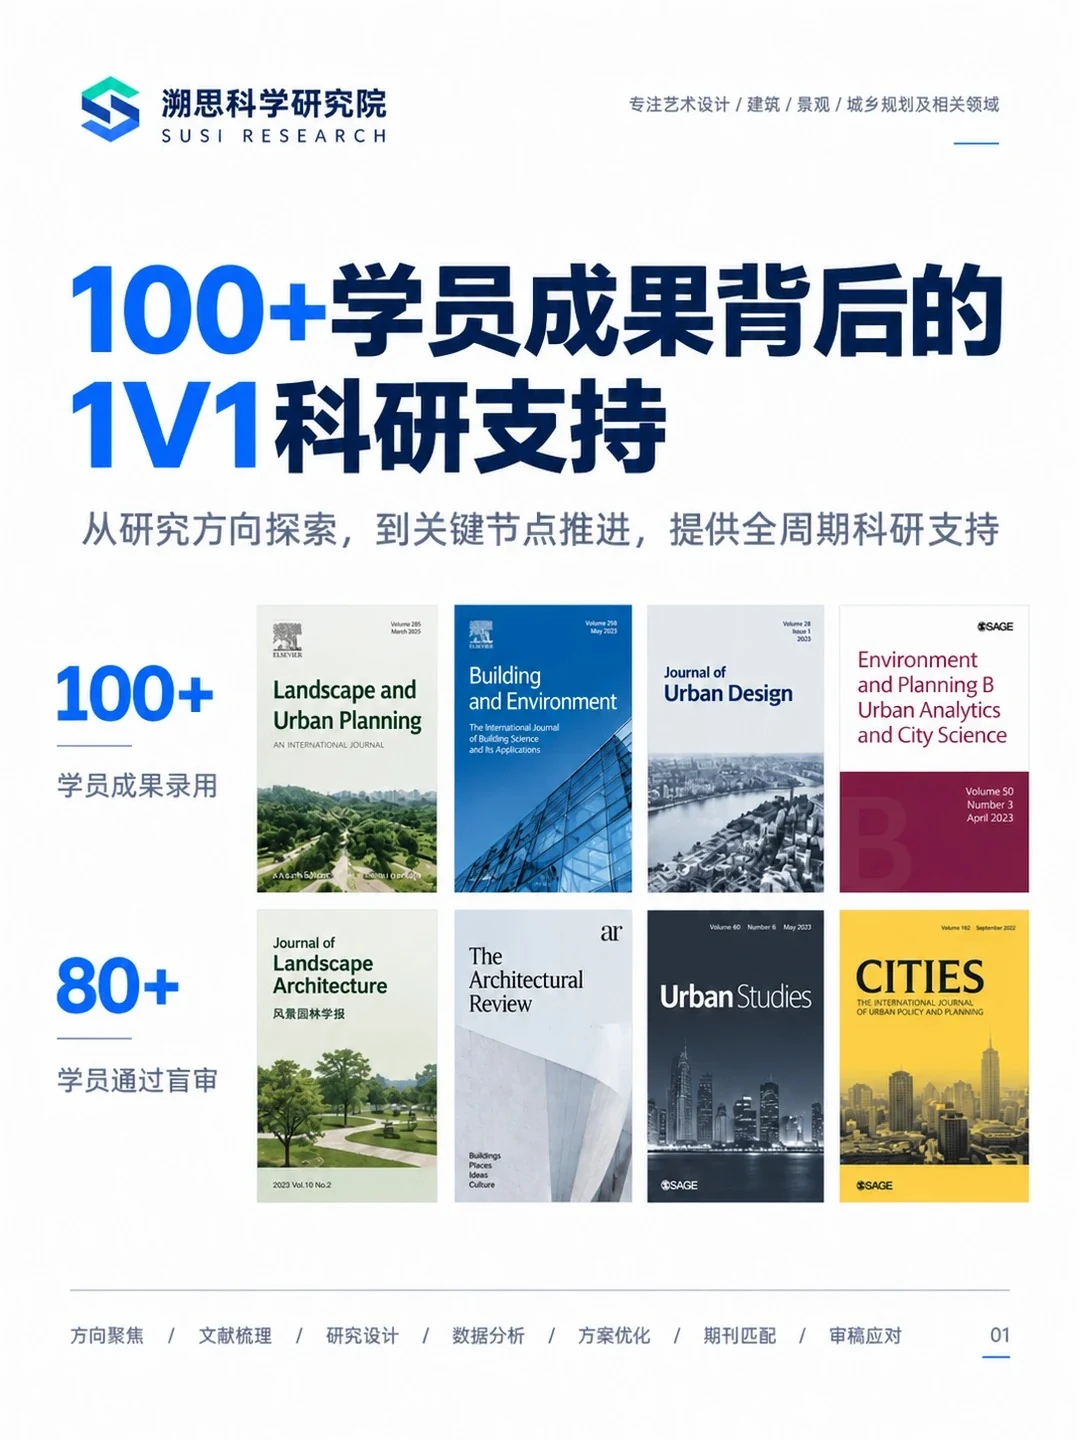 溯思科学研究院
SUSI RESEARCH
专注艺术设计 / 建筑 / 景观 / 城乡规划及相关领域
100+学员成果背后的
1V1科研支持
从研究方向探索，到关键节点推进，提供全周期科研支持
100+
学员成果录用
80+
学员通过盲审
ELSEVIER
Volume 285
March 2025
Landscape and
Urban Planning
AN INTERNATIONAL JOURNAL
ELSEVIER
Volume 258
May 2023
Building
and Environment
The International Journal
of Building Science
and Its Applications
Volume 28
Issue 1
2023
Journal of
Urban Design
SAGE
Environment
and Planning B
Urban Analytics
and City Science
Volume 50
Number 3
April 2023
B
Journal of
Landscape
Architecture
风景园林学报
2023 Vol.10 No.2
ar
The
Architectural
Review
Buildings
Places
Ideas
Culture
Volume 60 Number 6 May 2023
Urban Studies
SAGE
Volume 162 September 2022
CITIES
THE INTERNATIONAL JOURNAL
OF URBAN POLICY AND PLANNING
SAGE
方向聚焦 / 文献梳理 / 研究设计 / 数据分析 / 方案优化 / 期刊匹配 / 审稿应对
01